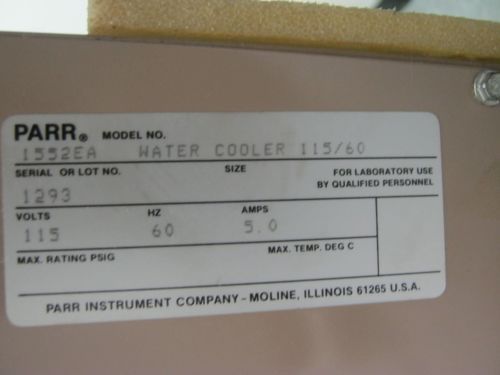 PARR® MODEL NO.
1552EA WATER COOLER 115/60
SERIAL OR LOT NO. SIZE FOR LABORATORY USE
BY QUALIFIED PERSONNEL
1293
VOLTS HZ AMPS
115 60 5.0
MAX. RATING PSIG MAX. TEMP. DEG C
PARR INSTRUMENT COMPANY - MOLINE, ILLINOIS 61265 U.S.A.